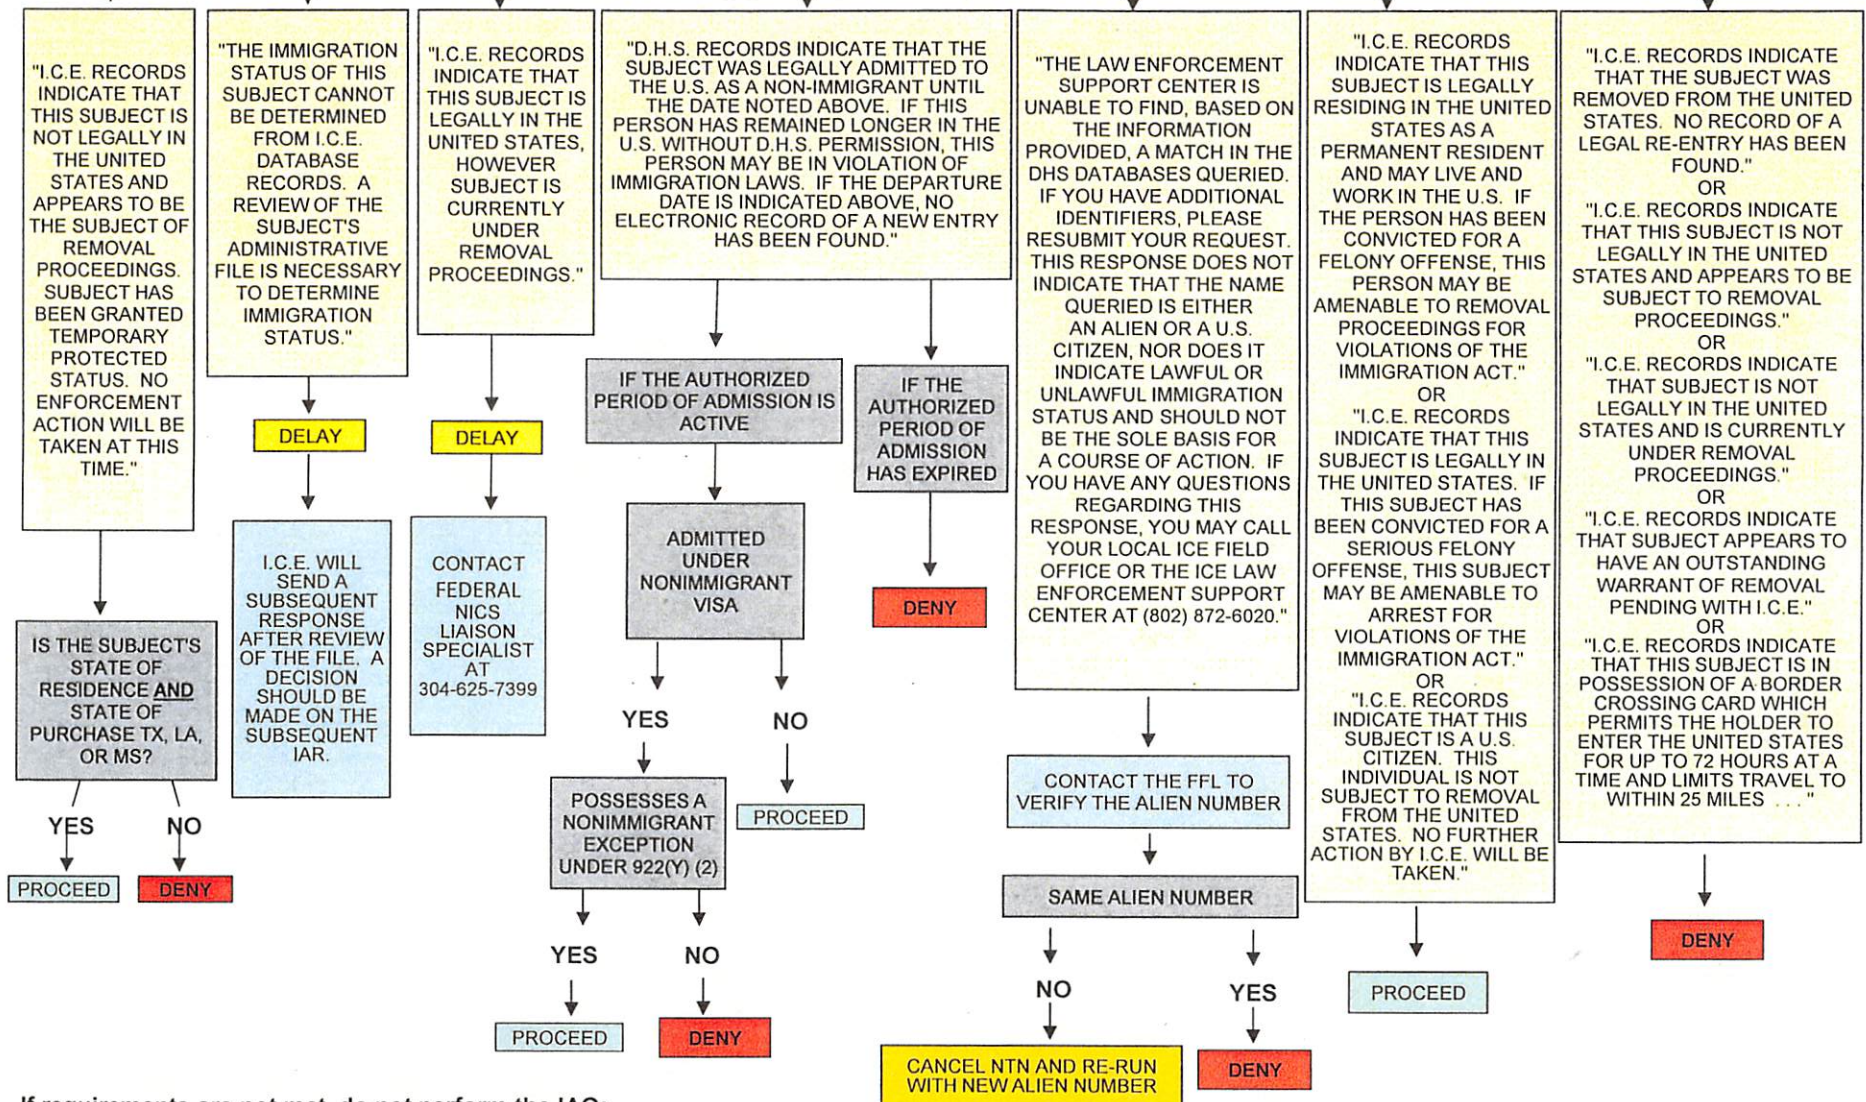 "I.C.E. RECORDS
INDICATE THAT
THIS SUBJECT IS
NOT LEGALLY IN
THE UNITED
STATES AND
APPEARS TO BE
THE SUBJECT OF
REMOVAL
PROCEEDINGS.
SUBJECT HAS
BEEN GRANTED
TEMPORARY
PROTECTED
STATUS. NO
ENFORCEMENT
ACTION WILL BE
TAKEN AT THIS
TIME."
IS THE SUBJECT'S
STATE OF
RESIDENCE AND
STATE OF
PURCHASE TX, LA,
OR MS?
YES
NO
PROCEED
DENY
"THE IMMIGRATION
STATUS OF THIS
SUBJECT CANNOT
BE DETERMINED
FROM I.C.E.
DATABASE
RECORDS. A
REVIEW OF THE
SUBJECT'S
ADMINISTRATIVE
FILE IS NECESSARY
TO DETERMINE
IMMIGRATION
STATUS."
DELAY
I.C.E. WILL
SEND A
SUBSEQUENT
RESPONSE
AFTER REVIEW
OF THE FILE. A
DECISION
SHOULD BE
MADE ON THE
SUBSEQUENT
IAR.
"I.C.E. RECORDS
INDICATE THAT
THIS SUBJECT IS
LEGALLY IN THE
UNITED STATES,
HOWEVER
SUBJECT IS
CURRENTLY
UNDER
REMOVAL
PROCEEDINGS."
DELAY
CONTACT
FEDERAL
NICS
LIAISON
SPECIALIST
AT
304-625-7399
"D.H.S. RECORDS INDICATE THAT THE
SUBJECT WAS LEGALLY ADMITTED TO
THE U.S. AS A NON-IMMIGRANT UNTIL
THE DATE NOTED ABOVE. IF THIS
PERSON HAS REMAINED LONGER IN THE
U.S. WITHOUT D.H.S. PERMISSION, THIS
PERSON MAY BE IN VIOLATION OF
IMMIGRATION LAWS. IF THE DEPARTURE
DATE IS INDICATED ABOVE, NO
ELECTRONIC RECORD OF A NEW ENTRY
HAS BEEN FOUND."
IF THE AUTHORIZED
PERIOD OF ADMISSION IS
ACTIVE
IF THE
AUTHORIZED
PERIOD OF
ADMISSION
HAS EXPIRED
DENY
ADMITTED
UNDER
NONIMMIGRANT
VISA
YES
NO
PROCEED
POSSESSES A
NONIMMIGRANT
EXCEPTION
UNDER 922(Y) (2)
YES
NO
PROCEED
DENY
"THE LAW ENFORCEMENT
SUPPORT CENTER IS
UNABLE TO FIND, BASED ON
THE INFORMATION
PROVIDED, A MATCH IN THE
DHS DATABASES QUERIED.
IF YOU HAVE ADDITIONAL
IDENTIFIERS, PLEASE
RESUBMIT YOUR REQUEST.
THIS RESPONSE DOES NOT
INDICATE THAT THE NAME
QUERIED IS EITHER
AN ALIEN OR A U.S.
CITIZEN, NOR DOES IT
INDICATE LAWFUL OR
UNLAWFUL IMMIGRATION
STATUS AND SHOULD NOT
BE THE SOLE BASIS FOR
A COURSE OF ACTION. IF
YOU HAVE ANY QUESTIONS
REGARDING THIS
RESPONSE, YOU MAY CALL
YOUR LOCAL ICE FIELD
OFFICE OR THE ICE LAW
ENFORCEMENT SUPPORT
CENTER AT (802) 872-6020."
CONTACT THE FFL TO
VERIFY THE ALIEN NUMBER
SAME ALIEN NUMBER
NO
YES
CANCEL NTN AND RE-RUN
WITH NEW ALIEN NUMBER
DENY
"I.C.E. RECORDS
INDICATE THAT THIS
SUBJECT IS LEGALLY
RESIDING IN THE UNITED
STATES AS A
PERMANENT RESIDENT
AND MAY LIVE AND
WORK IN THE U.S. IF
THE PERSON HAS BEEN
CONVICTED FOR A
FELONY OFFENSE, THIS
PERSON MAY BE
AMENABLE TO REMOVAL
PROCEEDINGS FOR
VIOLATIONS OF THE
IMMIGRATION ACT."
OR
"I.C.E. RECORDS
INDICATE THAT THIS
SUBJECT IS LEGALLY IN
THE UNITED STATES. IF
THIS SUBJECT HAS
BEEN CONVICTED FOR A
SERIOUS FELONY
OFFENSE, THIS SUBJECT
MAY BE AMENABLE TO
ARREST FOR
VIOLATIONS OF THE
IMMIGRATION ACT."
OR
"I.C.E. RECORDS
INDICATE THAT THIS
SUBJECT IS A U.S.
CITIZEN. THIS
INDIVIDUAL IS NOT
SUBJECT TO REMOVAL
FROM THE UNITED
STATES. NO FURTHER
ACTION BY I.C.E. WILL BE
TAKEN."
PROCEED
"I.C.E. RECORDS INDICATE
THAT THE SUBJECT WAS
REMOVED FROM THE UNITED
STATES. NO RECORD OF A
LEGAL RE-ENTRY HAS BEEN
FOUND."
OR
"I.C.E. RECORDS INDICATE
THAT THIS SUBJECT IS NOT
LEGALLY IN THE UNITED
STATES AND APPEARS TO BE
SUBJECT TO REMOVAL
PROCEEDINGS."
OR
"I.C.E. RECORDS INDICATE
THAT SUBJECT IS NOT
LEGALLY IN THE UNITED
STATES AND IS CURRENTLY
UNDER REMOVAL
PROCEEDINGS."
OR
"I.C.E. RECORDS INDICATE
THAT SUBJECT APPEARS TO
HAVE AN OUTSTANDING
WARRANT OF REMOVAL
PENDING WITH I.C.E."
OR
"I.C.E. RECORDS INDICATE
THAT THIS SUBJECT IS IN
POSSESSION OF A BORDER
CROSSING CARD WHICH
PERMITS THE HOLDER TO
ENTER THE UNITED STATES
FOR UP TO 72 HOURS AT A
TIME AND LIMITS TRAVEL TO
WITHIN 25 MILES . . ."
DENY
If requirements are not met, do not perform the IAQ: